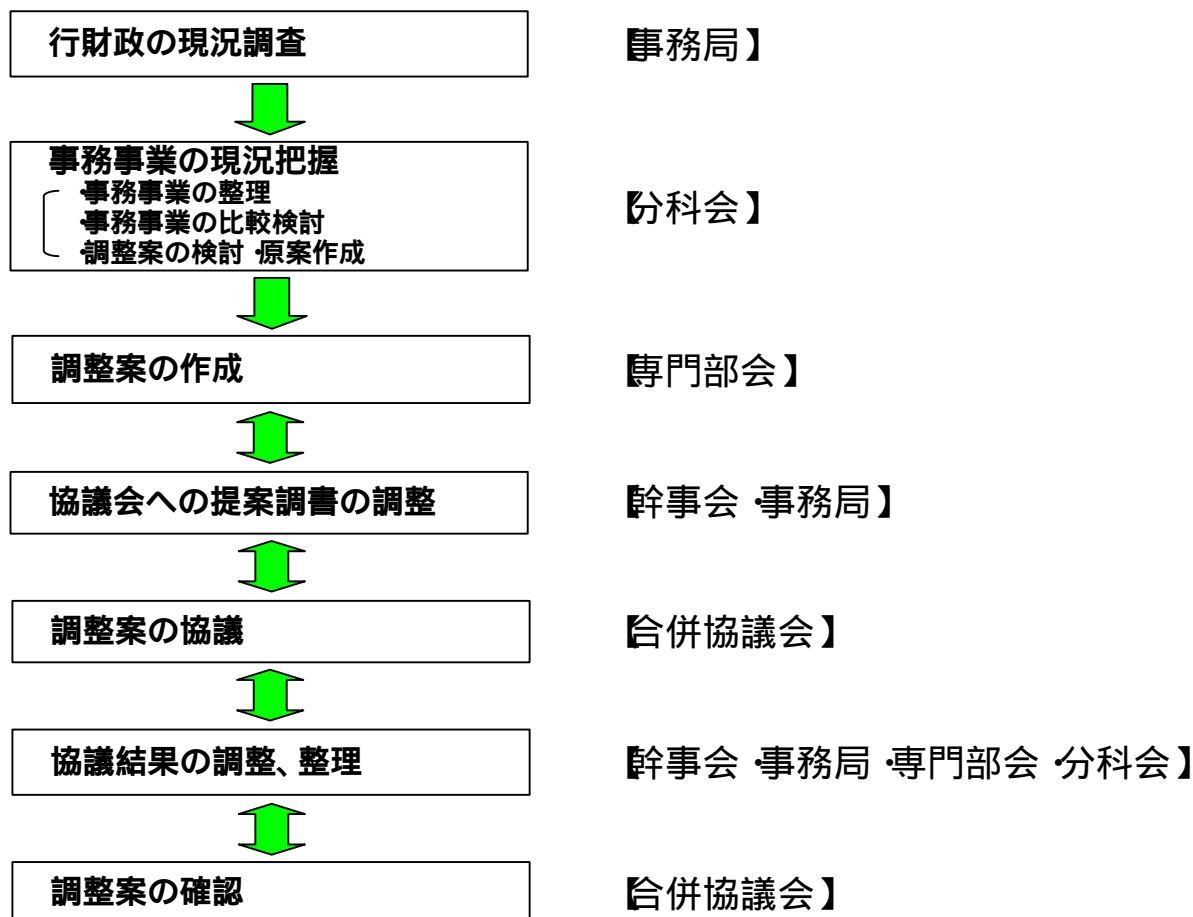 行財政の現況調査 【事務局】
事務事業の現況把握
・事務事業の整理
・事務事業の比較検討 【分科会】
・調整案の検討・原案作成
調整案の作成 【専門部会】
協議会への提案調書の調整 【幹事会・事務局】
調整案の協議 【合併協議会】
協議結果の調整、整理 【幹事会・事務局・専門部会・分科会】
調整案の確認 【合併協議会】